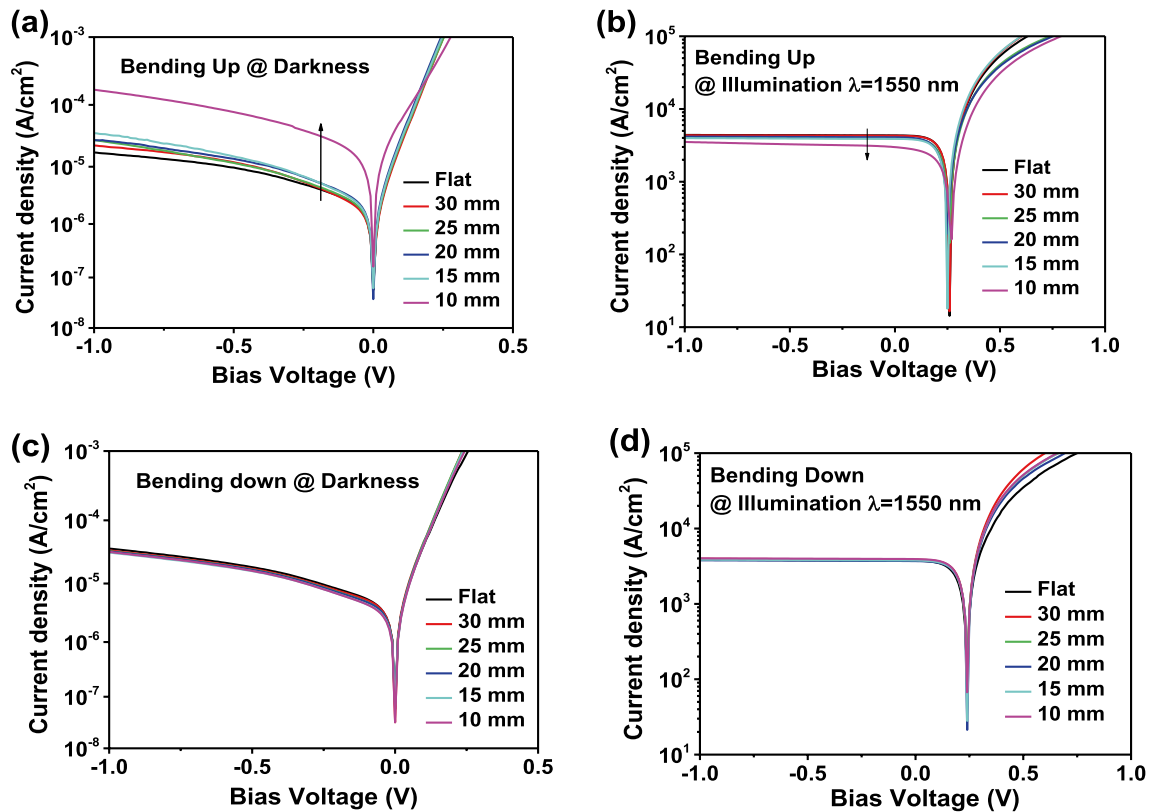 (a)
Bending Up @ Darkness
Current density (A/cm²)
10⁻³
10⁻⁴
10⁻⁵
10⁻⁶
10⁻⁷
10⁻⁸
Flat
30 mm
25 mm
20 mm
15 mm
10 mm
-1.0 -0.5 0.0 0.5
Bias Voltage (V)
(b)
Bending Up
@ Illumination λ=1550 nm
Current density (A/cm²)
10⁵
10⁴
10³
10²
10¹
Flat
30 mm
25 mm
20 mm
15 mm
10 mm
-1.0 -0.5 0.0 0.5 1.0
Bias Voltage (V)
(c)
Bending down @ Darkness
Current density (A/cm²)
10⁻³
10⁻⁴
10⁻⁵
10⁻⁶
10⁻⁷
10⁻⁸
Flat
30 mm
25 mm
20 mm
15 mm
10 mm
-1.0 -0.5 0.0 0.5
Bias Voltage (V)
(d)
Bending Down
@ Illumination λ=1550 nm
Current density (A/cm²)
10⁵
10⁴
10³
10²
10¹
Flat
30 mm
25 mm
20 mm
15 mm
10 mm
-1.0 -0.5 0.0 0.5 1.0
Bias Voltage (V)